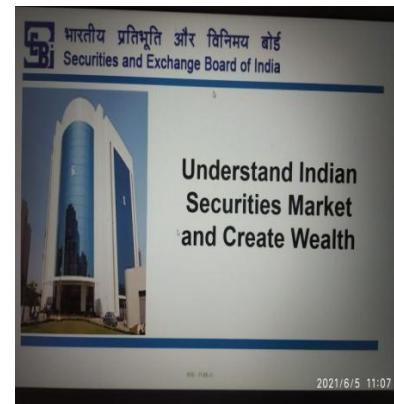 SEBI
भारतीय प्रतिभूति और विनिमय बोर्ड
Securities and Exchange Board of India
Understand Indian
Securities Market
and Create Wealth
2021/6/5 11:07